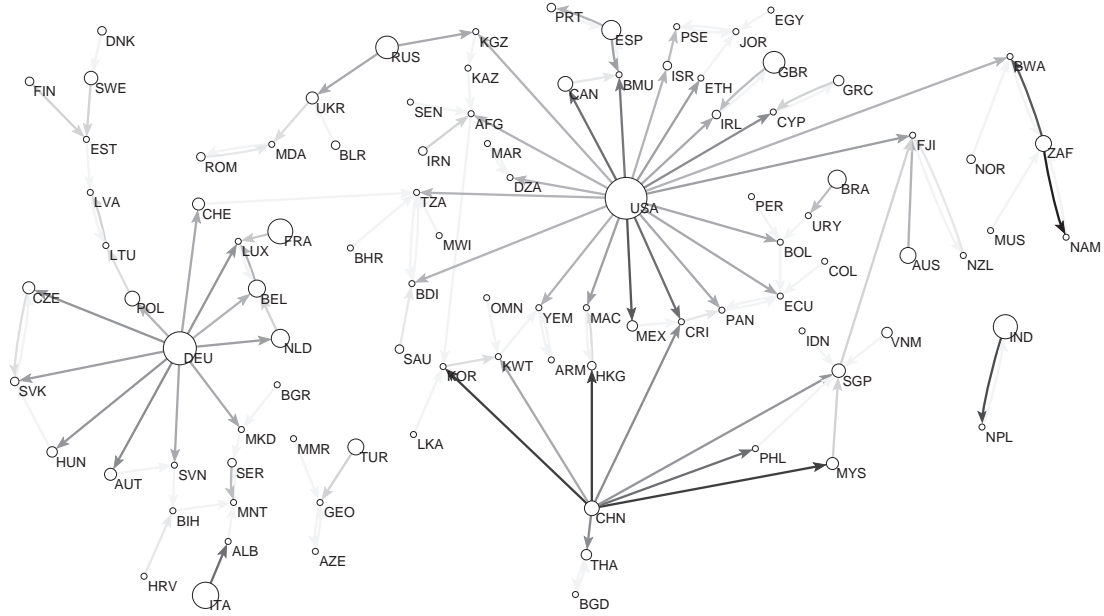 PRT
EGY
ESP
DNK
PSE
JOR
KGZ
RUS
BWA
KAZ
ISR
GBR
FIN
SWE
CAN
BMU
ETH
GRC
UKR
SEN
IRL
CYP
AFG
EST
FJI
MDA
BLR
IRN
MAR
ZAF
ROM
DZA
NOR
BRA
LVA
CHE
TZA
USA
PER
URY
LUX
FRA
MWI
BOL
MUS
NAM
LTU
BHR
AUS
NZL
COL
CZE
POL
BEL
BDI
OMN
YEM
MAC
PAN
ECU
MEX
CRI
DEU
NLD
SAU
KOR
KWT
ARM
HKG
IDN
VNM
IND
SVK
SGP
BGR
MKD
LKA
NPL
HUN
MMR
TUR
AUT
SVN
SER
PHL
MYS
BIH
MNT
GEO
CHN
ALB
AZE
THA
HRV
ITA
BGD